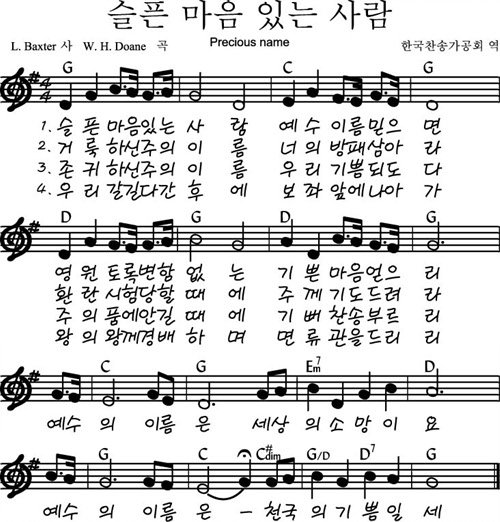 슬픈 마음 있는 사람
L. Baxter 사 W. H. Doane 곡 Precious name 한국찬송가공회 역
G C G
1. 슬 픈 마음있는 사 랑 예 수 이름믿으 면
2. 거 룩 하신주의 이 름 너 의 방패삼아 라
3. 존 귀 하신주의 이 름 우 리 기쁨되도 다
4. 우 리 갈길다간 후 에 보 좌 앞에나아 가
D G D G
영 원 토록변함 없 는 기 쁜 마음얻으 리
환 란 시험당할 때 에 주 께 기도드려 라
주 의 품에안길 때 에 기 뻐 찬송부르 리
왕 의 왕께경배 하 며 면 류 관을드리 리
C G Em7 D
예수 의 이름 은 세상 의소 망이 요
G C G C#dim G/D D7 G
예수 의 이름 은 – 천국 의기 쁨일 세